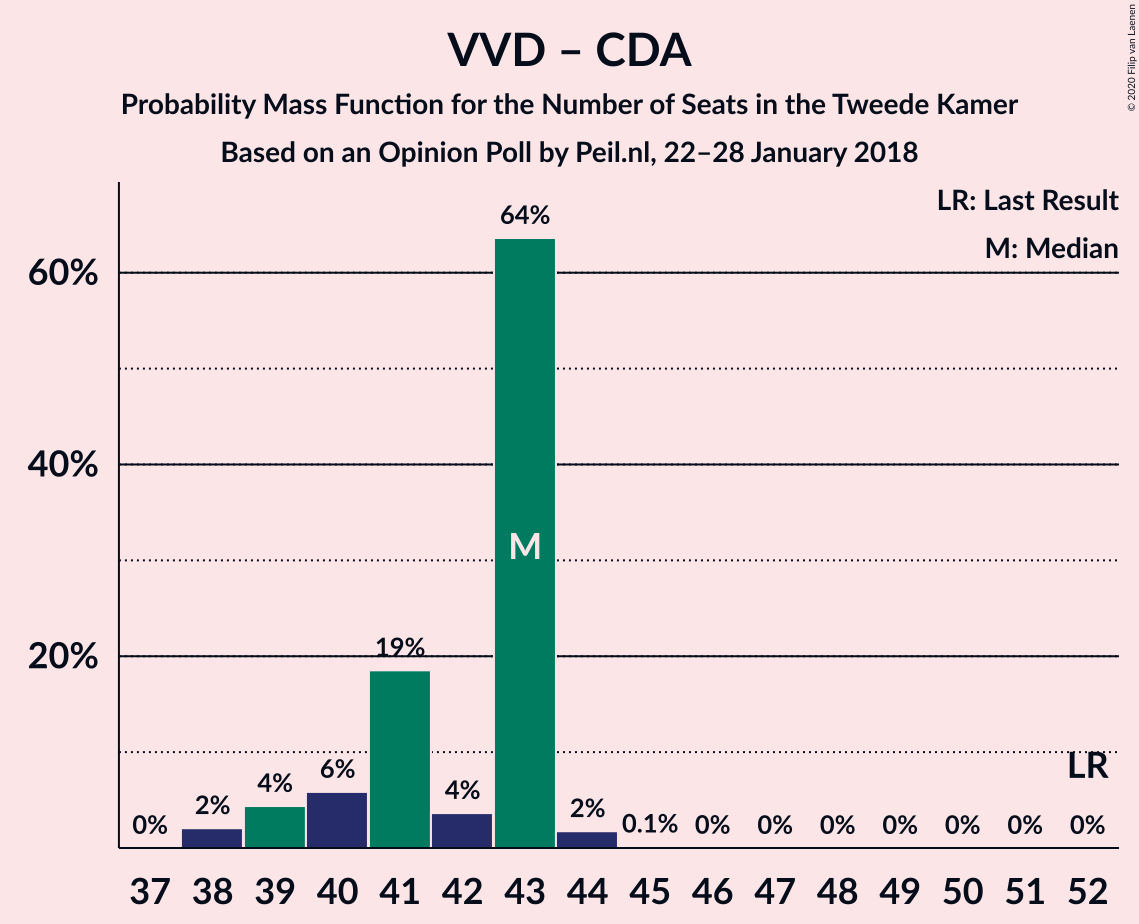 VVD – CDA
Probability Mass Function for the Number of Seats in the Tweede Kamer
Based on an Opinion Poll by Peil.nl, 22–28 January 2018
© 2020 Filip van Laenen
LR: Last Result
M: Median
60%
40%
20%
0%
2%
4%
6%
19%
4%
64%
M
2%
0.1%
0%
0%
0%
0%
0%
0%
0%
LR
37 38 39 40 41 42 43 44 45 46 47 48 49 50 51 52